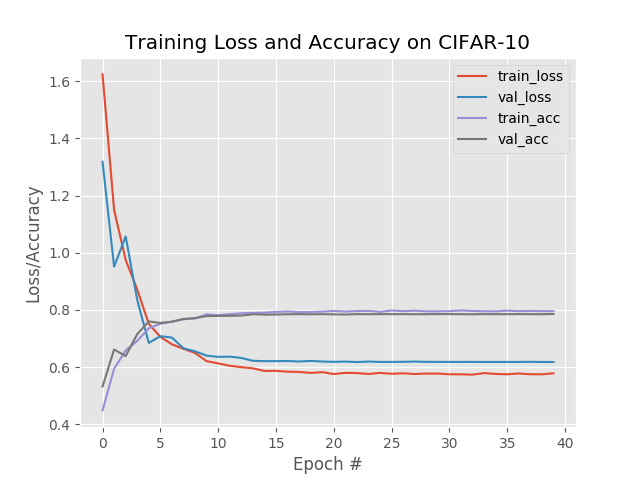 Training Loss and Accuracy on CIFAR-10
train_loss
val_loss
train_acc
val_acc
Loss/Accuracy
1.6
1.4
1.2
1.0
0.8
0.6
0.4
0 5 10 15 20 25 30 35 40
Epoch #